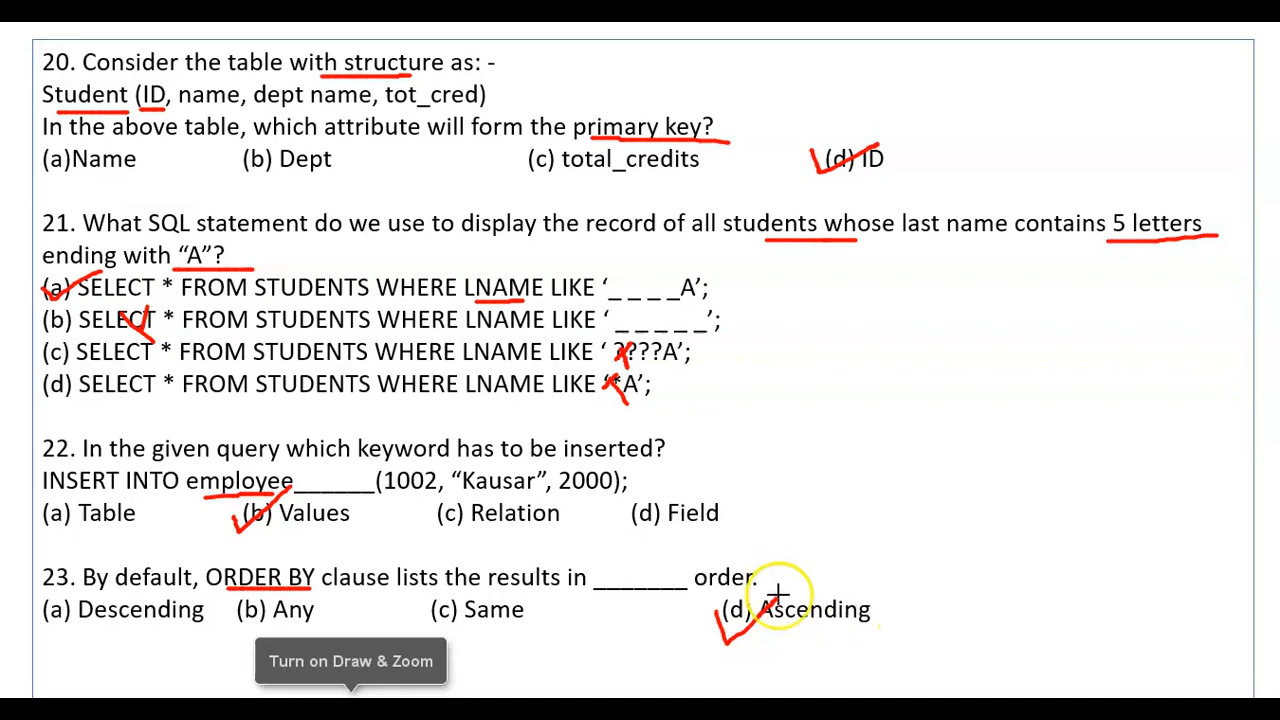 20. Consider the table with structure as: -
Student (ID, name, dept name, tot_cred)
In the above table, which attribute will form the primary key?
(a)Name (b) Dept (c) total_credits (d) ID
21. What SQL statement do we use to display the record of all students whose last name contains 5 letters
ending with “A”?
(a) SELECT * FROM STUDENTS WHERE LNAME LIKE ‘_ _ _ _A’;
(b) SELECT * FROM STUDENTS WHERE LNAME LIKE ‘ _ _ _ _ _’;
(c) SELECT * FROM STUDENTS WHERE LNAME LIKE ‘ ????A’;
(d) SELECT * FROM STUDENTS WHERE LNAME LIKE ‘*A’;
22. In the given query which keyword has to be inserted?
INSERT INTO employee______(1002, “Kausar”, 2000);
(a) Table (b) Values (c) Relation (d) Field
23. By default, ORDER BY clause lists the results in _______ order.
(a) Descending (b) Any (c) Same (d) Ascending
Turn on Draw & Zoom